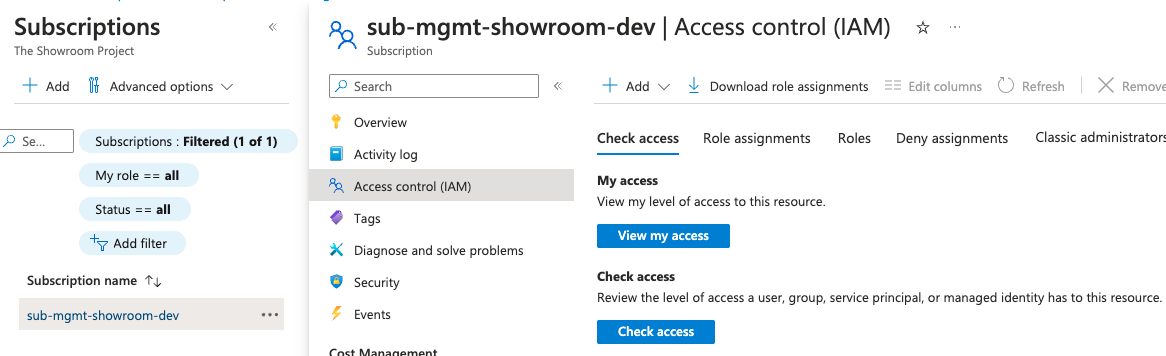 Subscriptions
The Showroom Project
Add
Advanced options
Se...
Subscriptions : Filtered (1 of 1)
My role == all
Status == all
Add filter
Subscription name
sub-mgmt-showroom-dev
sub-mgmt-showroom-dev | Access control (IAM)
Subscription
Search
Overview
Activity log
Access control (IAM)
Tags
Diagnose and solve problems
Security
Events
Cost Management
Add
Download role assignments
Edit columns
Refresh
Remove
Check access
Role assignments
Roles
Deny assignments
Classic administrators
My access
View my level of access to this resource.
View my access
Check access
Review the level of access a user, group, service principal, or managed identity has to this resource.
Check access